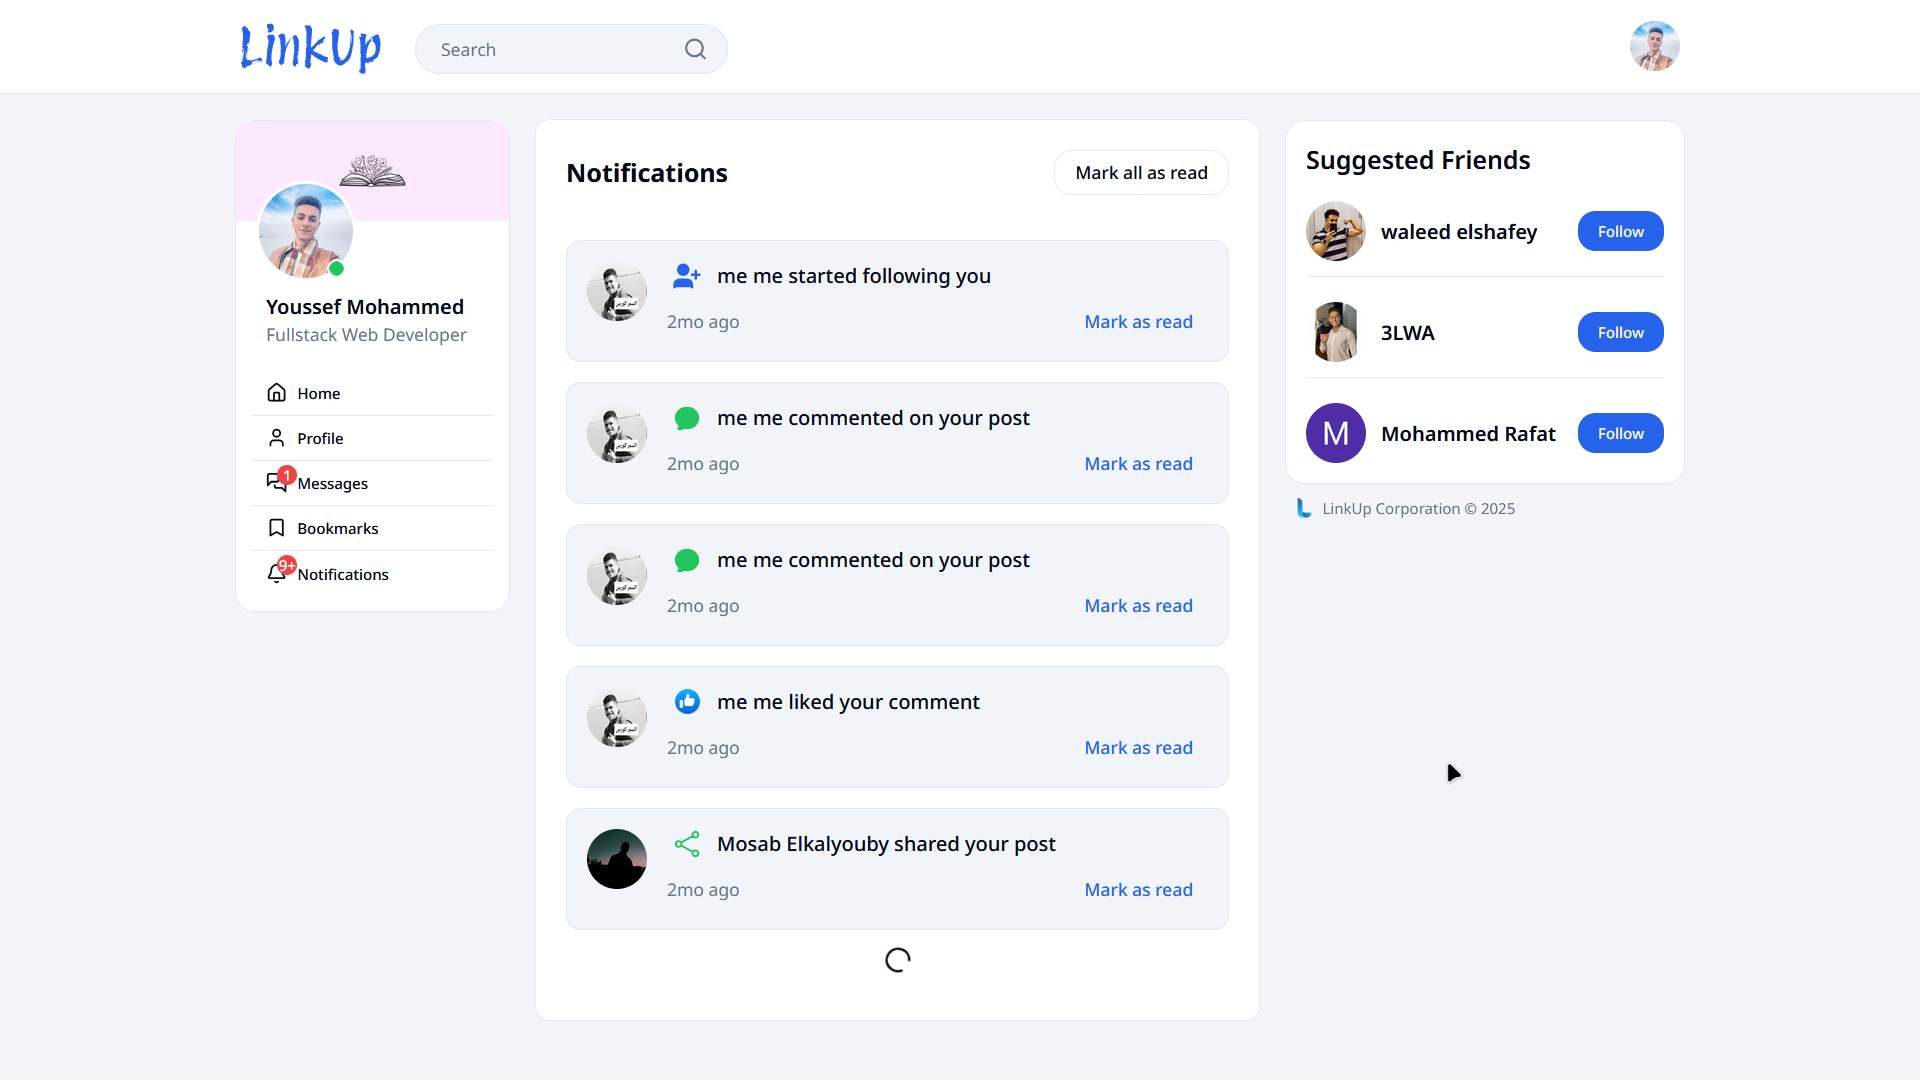 LinkUp
Search
Youssef Mohammed
Fullstack Web Developer
Home
Profile
1
Messages
Bookmarks
9+
Notifications
Notifications
Mark all as read
me me started following you
2mo ago
Mark as read
me me commented on your post
2mo ago
Mark as read
me me commented on your post
2mo ago
Mark as read
me me liked your comment
2mo ago
Mark as read
Mosab Elkalyouby shared your post
2mo ago
Mark as read
Suggested Friends
waleed elshafey
Follow
3LWA
Follow
M
Mohammed Rafat
Follow
LinkUp Corporation © 2025